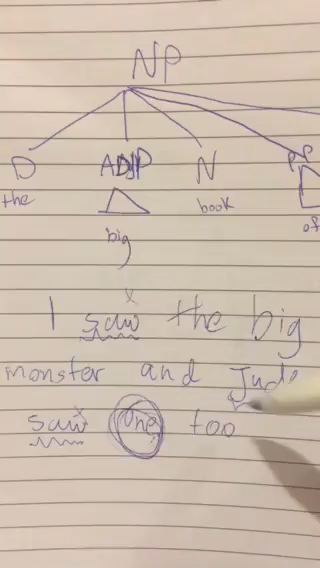 NP
D ADJP N PP
the big book of
I saw the big
monster and Jude
saw one too